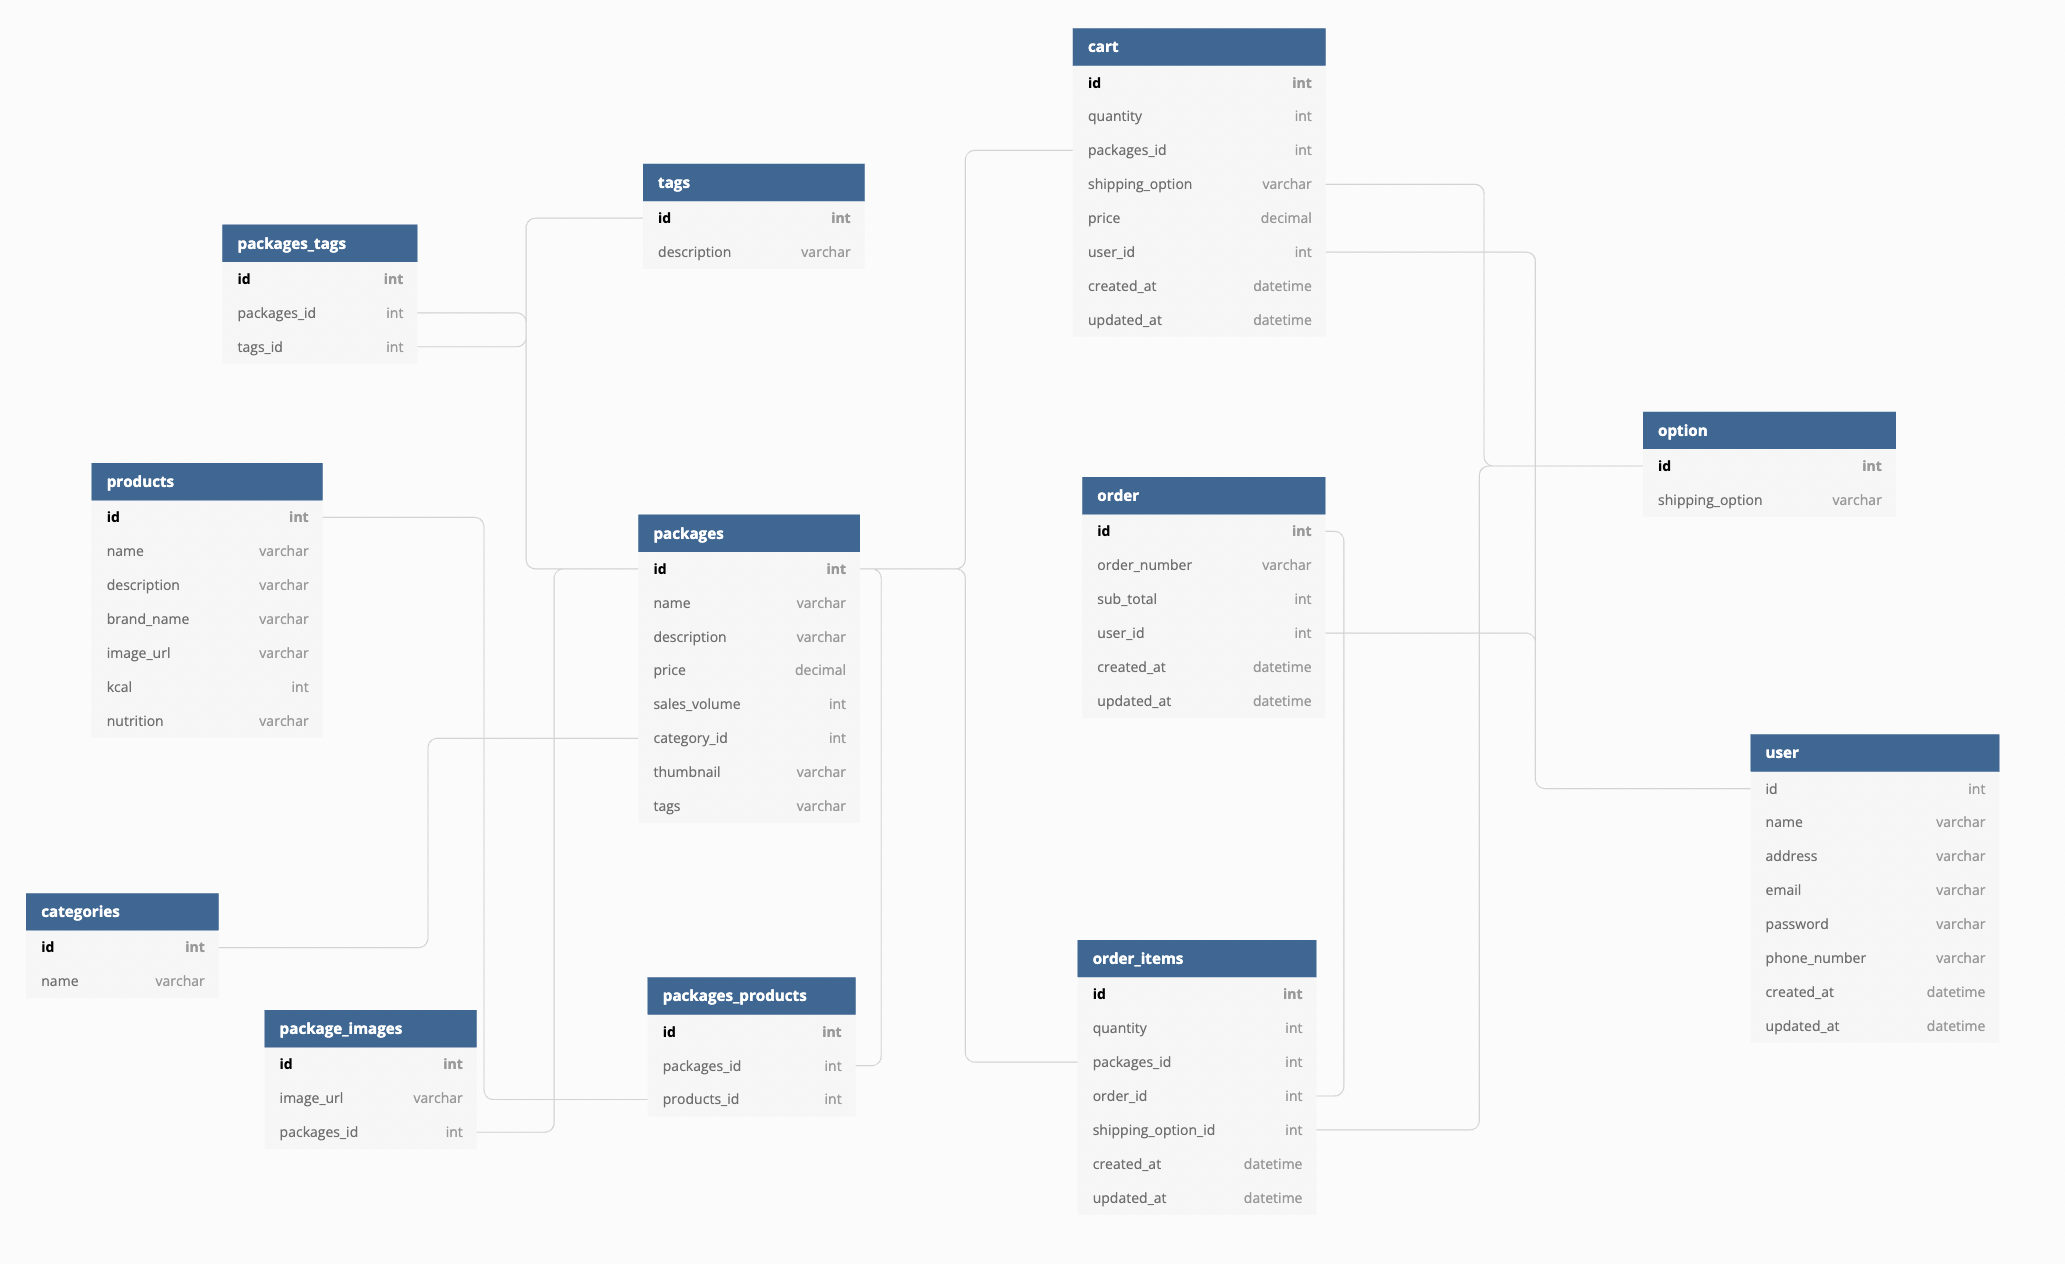 cart
id int
quantity int
packages_id int
shipping_option varchar
price decimal
user_id int
created_at datetime
updated_at datetime
tags
id int
description varchar
packages_tags
id int
packages_id int
tags_id int
option
id int
shipping_option varchar
products
id int
name varchar
description varchar
brand_name varchar
image_url varchar
kcal int
nutrition varchar
packages
id int
name varchar
description varchar
price decimal
sales_volume int
category_id int
thumbnail varchar
tags varchar
order
id int
order_number varchar
sub_total int
user_id int
created_at datetime
updated_at datetime
user
id int
name varchar
address varchar
email varchar
password varchar
phone_number varchar
created_at datetime
updated_at datetime
categories
id int
name varchar
package_images
id int
image_url varchar
packages_id int
packages_products
id int
packages_id int
products_id int
order_items
id int
quantity int
packages_id int
order_id int
shipping_option_id int
created_at datetime
updated_at datetime